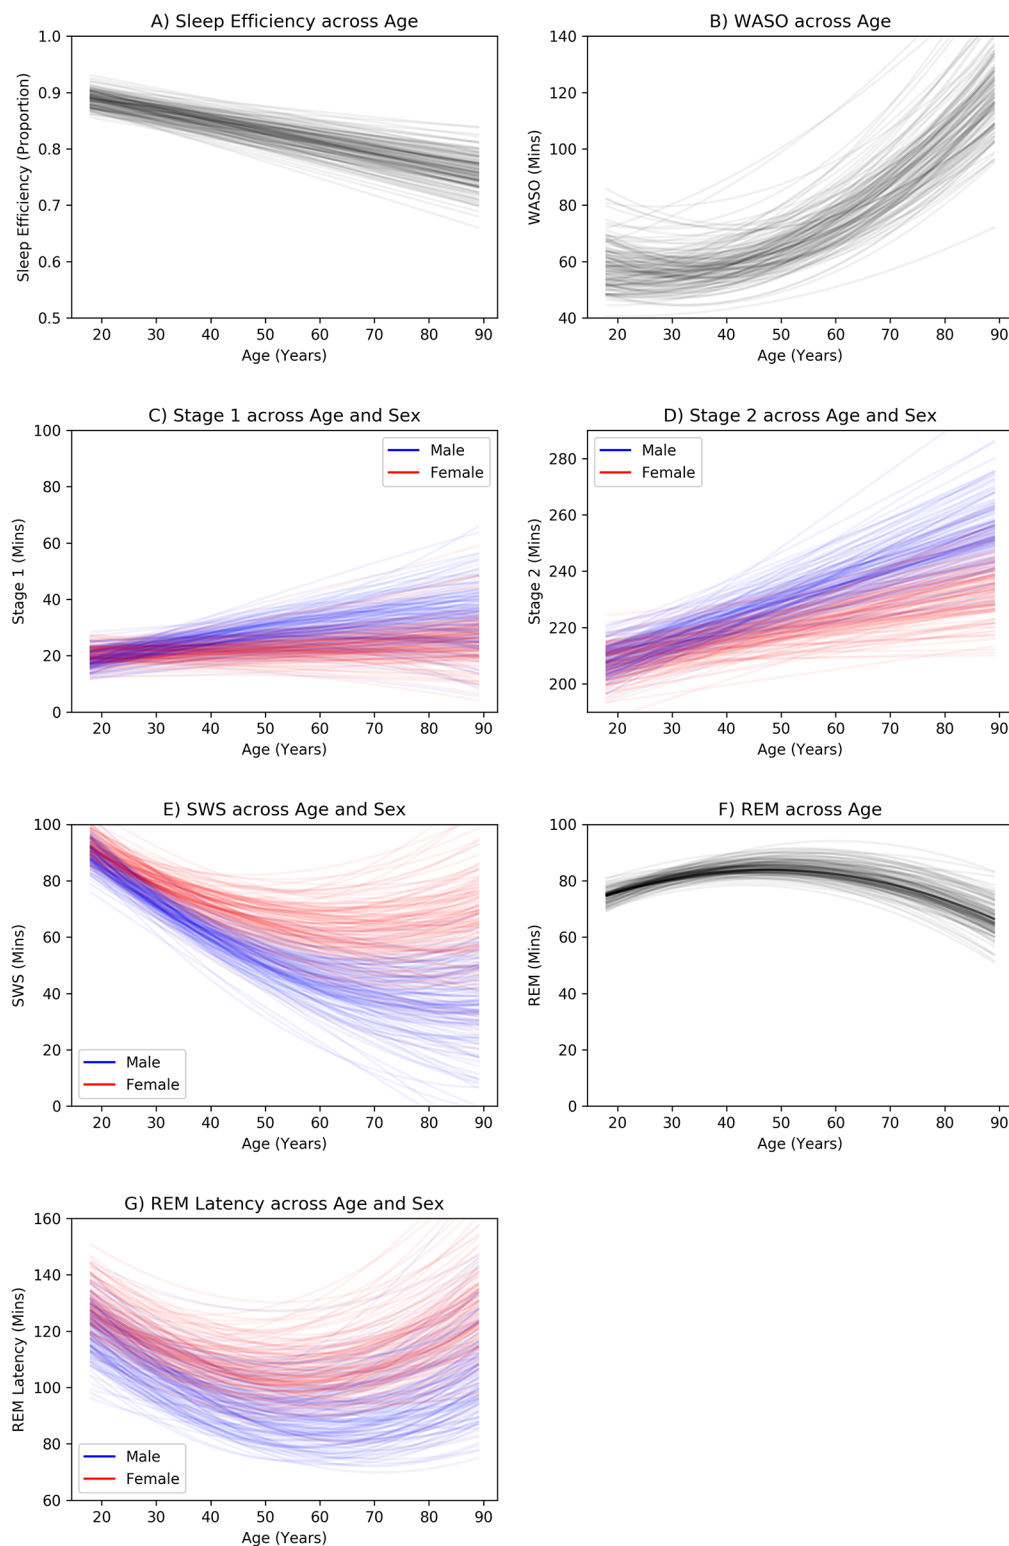 A) Sleep Efficiency across Age
1.0
0.9
0.8
0.7
0.6
0.5
Sleep Efficiency (Proportion)
20 30 40 50 60 70 80 90
Age (Years)
B) WASO across Age
140
120
100
80
60
40
WASO (Mins)
20 30 40 50 60 70 80 90
Age (Years)
C) Stage 1 across Age and Sex
100
80
60
40
20
0
Stage 1 (Mins)
Male
Female
20 30 40 50 60 70 80 90
Age (Years)
D) Stage 2 across Age and Sex
280
260
240
220
200
Stage 2 (Mins)
Male
Female
20 30 40 50 60 70 80 90
Age (Years)
E) SWS across Age and Sex
100
80
60
40
20
0
SWS (Mins)
Male
Female
20 30 40 50 60 70 80 90
Age (Years)
F) REM across Age
100
80
60
40
20
0
REM (Mins)
20 30 40 50 60 70 80 90
Age (Years)
G) REM Latency across Age and Sex
160
140
120
100
80
60
REM Latency (Mins)
Male
Female
20 30 40 50 60 70 80 90
Age (Years)